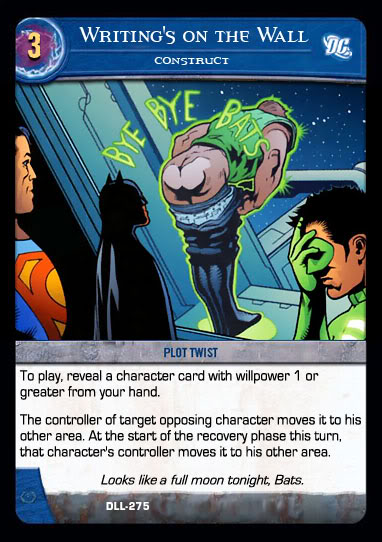 3
WRITING'S ON THE WALL
CONSTRUCT
DC
BYE BYE BATS
PLOT TWIST
To play, reveal a character card with willpower 1 or
greater from your hand.
The controller of target opposing character moves it to his
other area. At the start of the recovery phase this turn,
that character's controller moves it to his other area.
Looks like a full moon tonight, Bats.
DLL-275